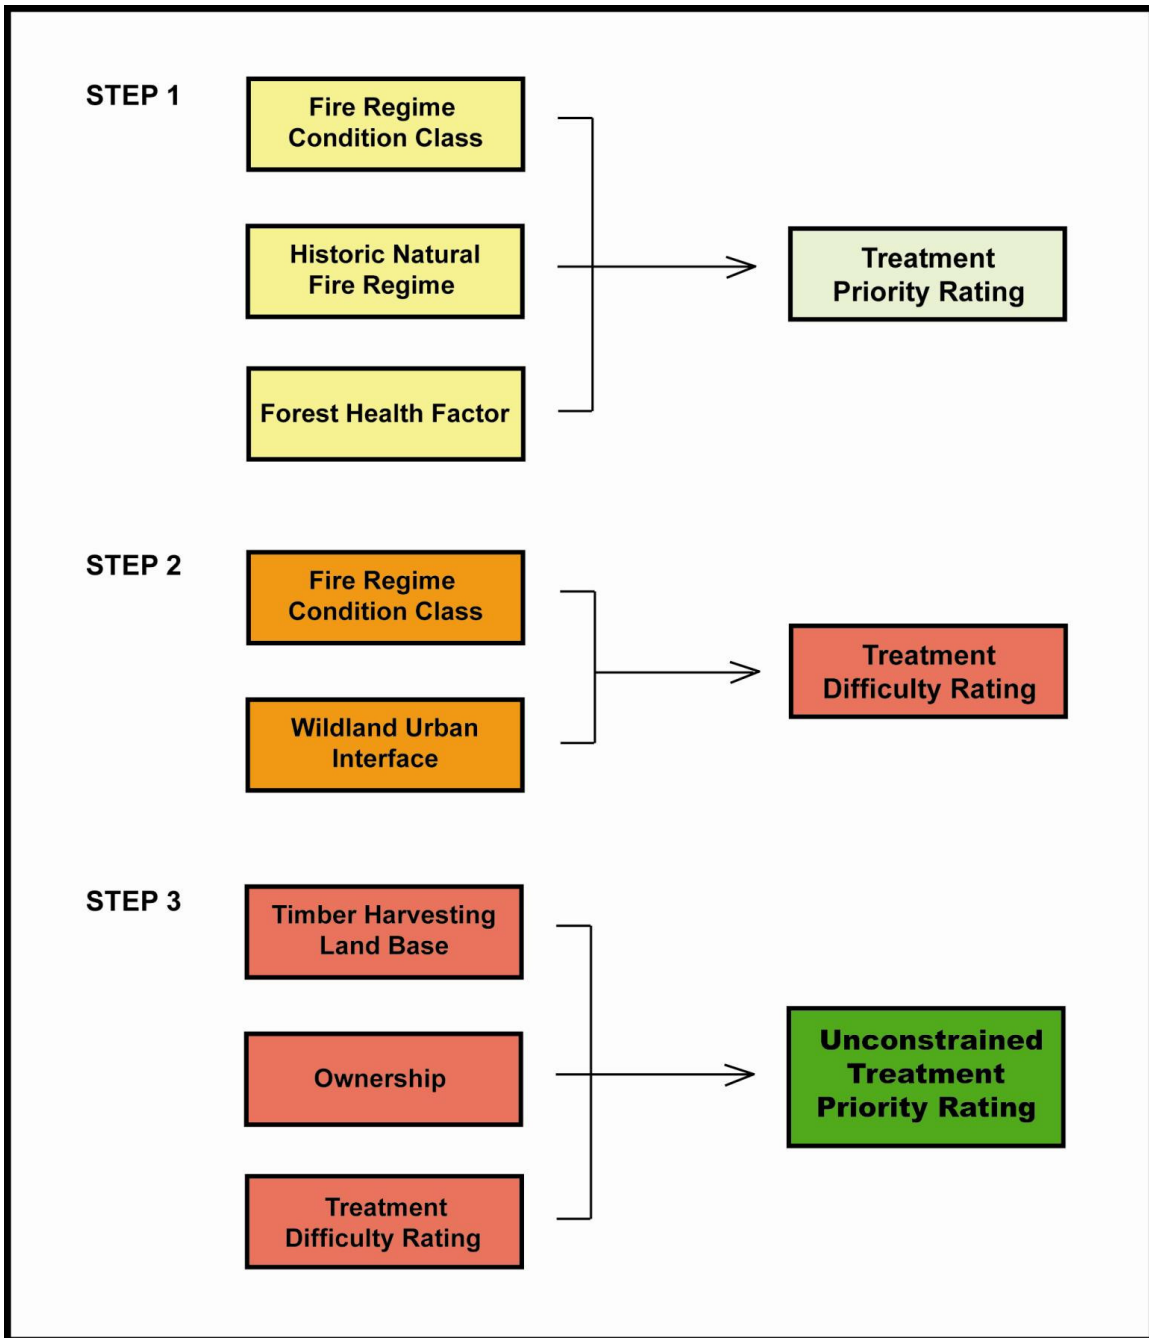 STEP 1
Fire Regime
Condition Class
Historic Natural
Fire Regime
Forest Health Factor
Treatment
Priority Rating
STEP 2
Fire Regime
Condition Class
Wildland Urban
Interface
Treatment
Difficulty Rating
STEP 3
Timber Harvesting
Land Base
Ownership
Treatment
Difficulty Rating
Unconstrained
Treatment
Priority Rating